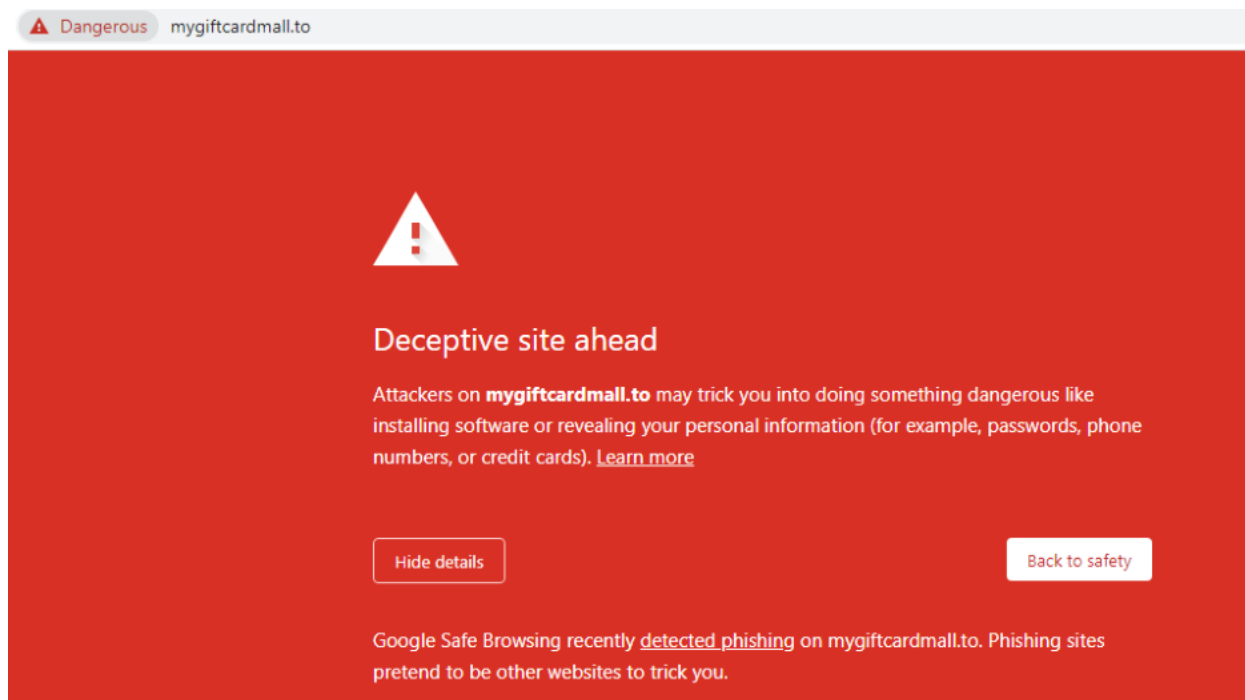 Dangerous mygiftcardmall.to
Deceptive site ahead
Attackers on mygiftcardmall.to may trick you into doing something dangerous like
installing software or revealing your personal information (for example, passwords, phone
numbers, or credit cards). Learn more
Hide details Back to safety
Google Safe Browsing recently detected phishing on mygiftcardmall.to. Phishing sites
pretend to be other websites to trick you.